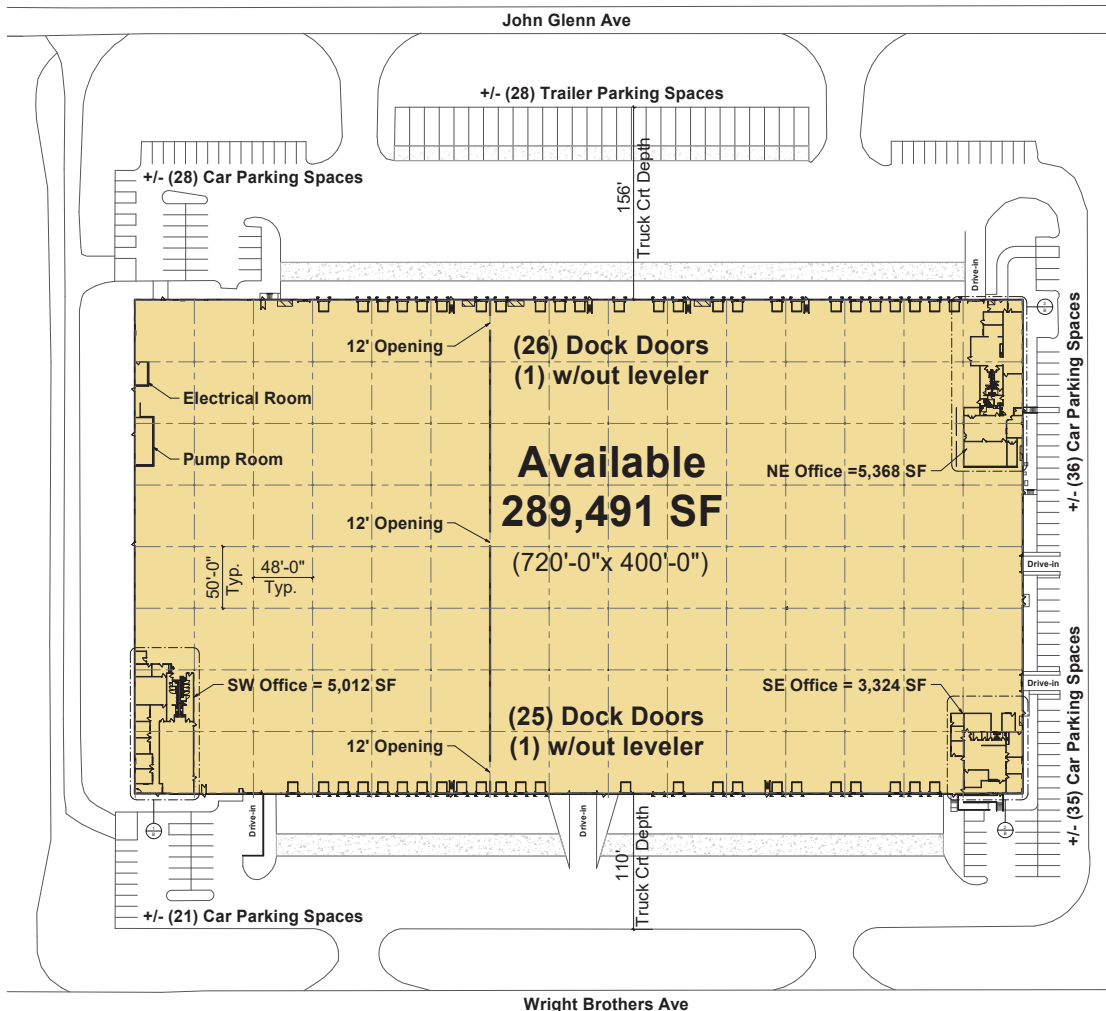 John Glenn Ave
+/- (28) Trailer Parking Spaces
156'
Truck Crt Depth
+/- (28) Car Parking Spaces
Drive-in
12' Opening
(26) Dock Doors
(1) w/out leveler
Electrical Room
Pump Room
Available
289,491 SF
(720'-0"x 400'-0")
NE Office =5,368 SF
+/- (36) Car Parking Spaces
12' Opening
50'-0"
Typ.
48'-0"
Typ.
Drive-in
SW Office = 5,012 SF
SE Office = 3,324 SF
Drive-in
(25) Dock Doors
(1) w/out leveler
12' Opening
+/- (35) Car Parking Spaces
Drive-in
Drive-in
110'
Truck Crt Depth
+/- (21) Car Parking Spaces
Wright Brothers Ave